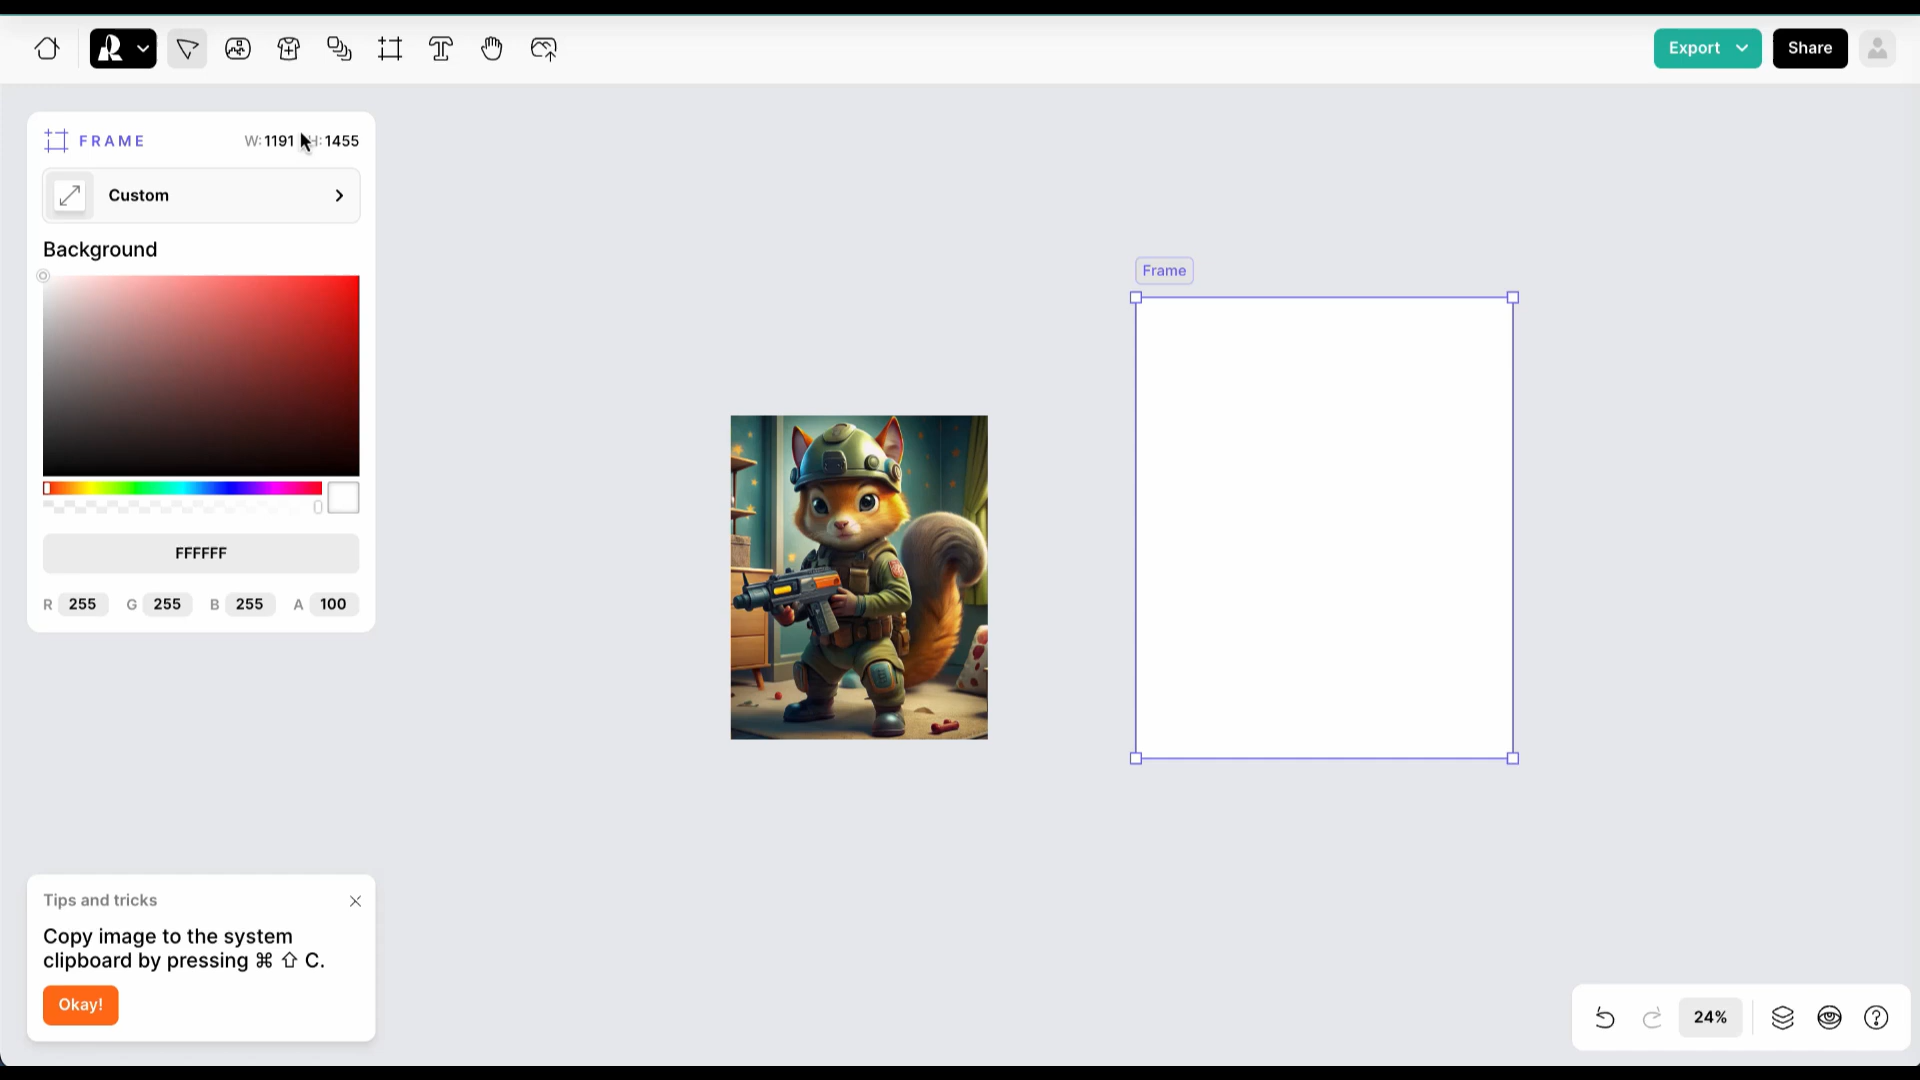 Export
Share
FRAME
W: 1191 H: 1455
Custom
Background
FFFFFF
R 255 G 255 B 255 A 100
Frame
Tips and tricks
Copy image to the system
clipboard by pressing ⌘ ⇧ C.
Okay!
24%